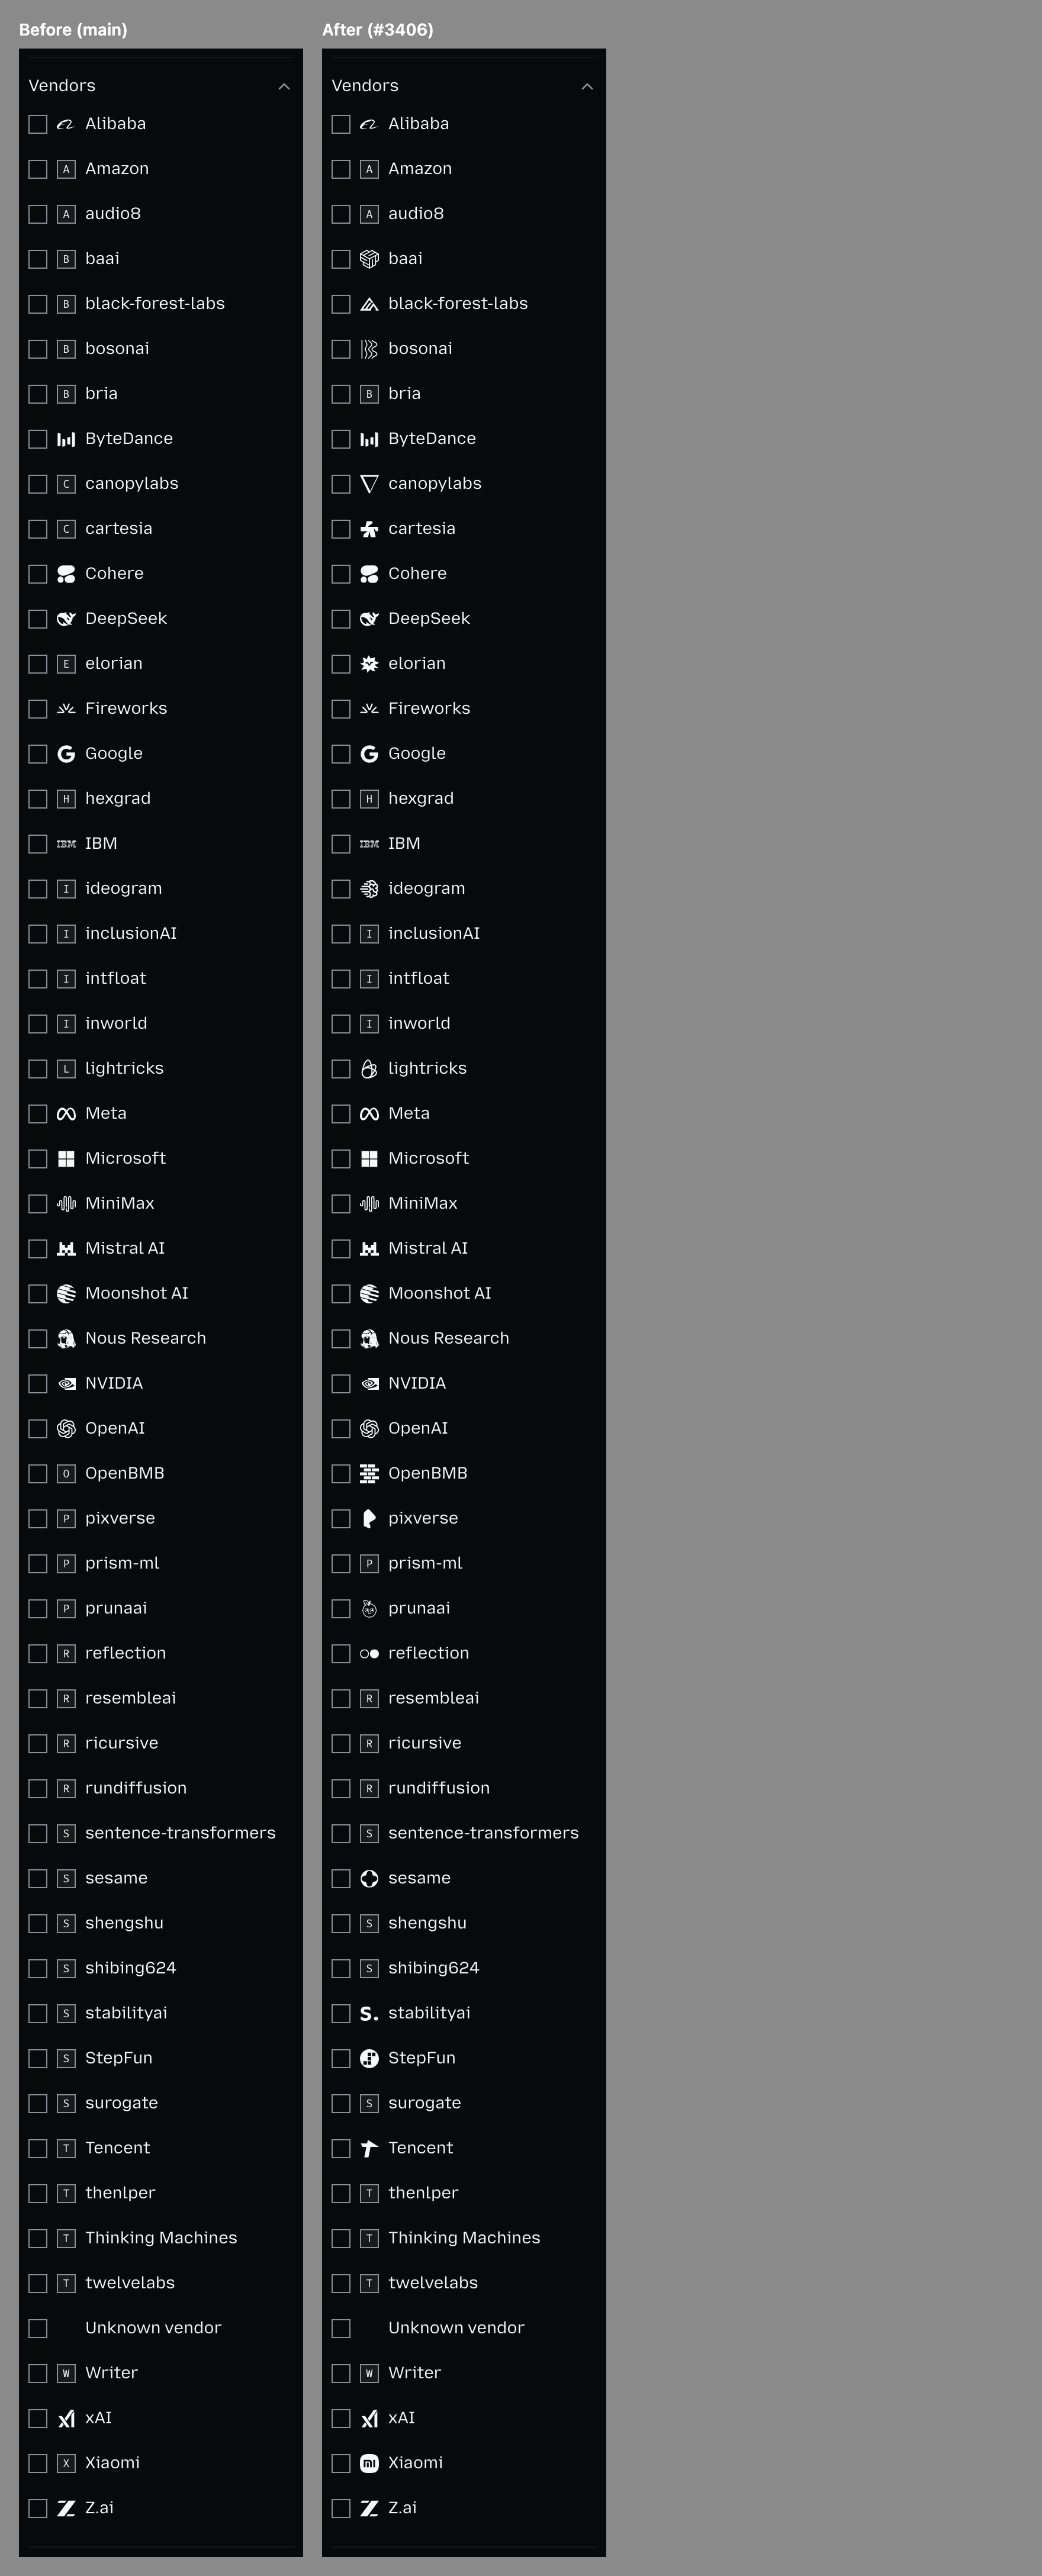 Before (main)
Vendors
Alibaba
A Amazon
A audio8
B baai
B black-forest-labs
B bosonai
B bria
ByteDance
C canopylabs
C cartesia
Cohere
DeepSeek
E elorian
Fireworks
G Google
H hexgrad
IBM IBM
I ideogram
I inclusionAI
I intfloat
I inworld
L lightricks
Meta
Microsoft
MiniMax
Mistral AI
Moonshot AI
Nous Research
NVIDIA
OpenAI
O OpenBMB
P pixverse
P prism-ml
P prunaai
R reflection
R resembleai
R ricursive
R rundiffusion
S sentence-transformers
S sesame
S shengshu
S shibing624
S stabilityai
S StepFun
S surogate
T Tencent
T thenlper
T Thinking Machines
T twelvelabs
Unknown vendor
W Writer
xAI
X Xiaomi
Z.ai
After (#3406)
Vendors
Alibaba
A Amazon
A audio8
baai
black-forest-labs
bosonai
B bria
ByteDance
canopylabs
cartesia
Cohere
DeepSeek
elorian
Fireworks
G Google
H hexgrad
IBM IBM
ideogram
I inclusionAI
I intfloat
I inworld
lightricks
Meta
Microsoft
MiniMax
Mistral AI
Moonshot AI
Nous Research
NVIDIA
OpenAI
OpenBMB
pixverse
P prism-ml
prunaai
reflection
R resembleai
R ricursive
R rundiffusion
S sentence-transformers
sesame
S shengshu
S shibing624
S. stabilityai
StepFun
S surogate
Tencent
T thenlper
T Thinking Machines
T twelvelabs
Unknown vendor
W Writer
xAI
mi Xiaomi
Z.ai